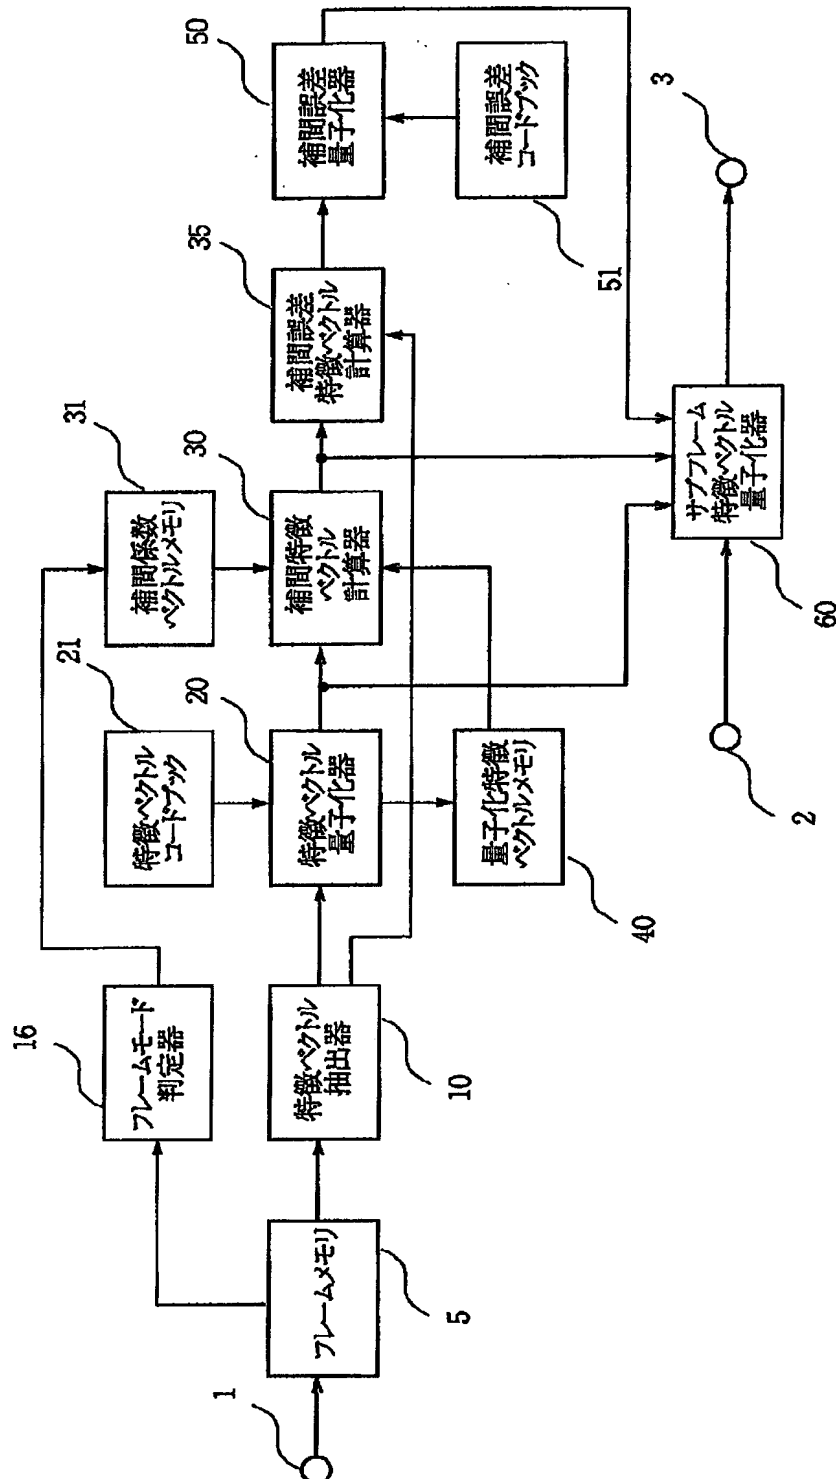 1
フレームメモリ
5
フレームモード
判定器
16
特徴ベクトル
抽出器
10
特徴ベクトル
コードブック
21
特徴ベクトル
量子化器
20
量子化特徴
ベクトルメモリ
40
補間係数
ベクトルメモリ
31
補間特徴
ベクトル
計算器
30
補間誤差
特徴ベクトル
計算器
35
補間誤差
量子化器
50
補間誤差
コードブック
51
サブフレーム
特徴ベクトル
量子化器
60
2
3